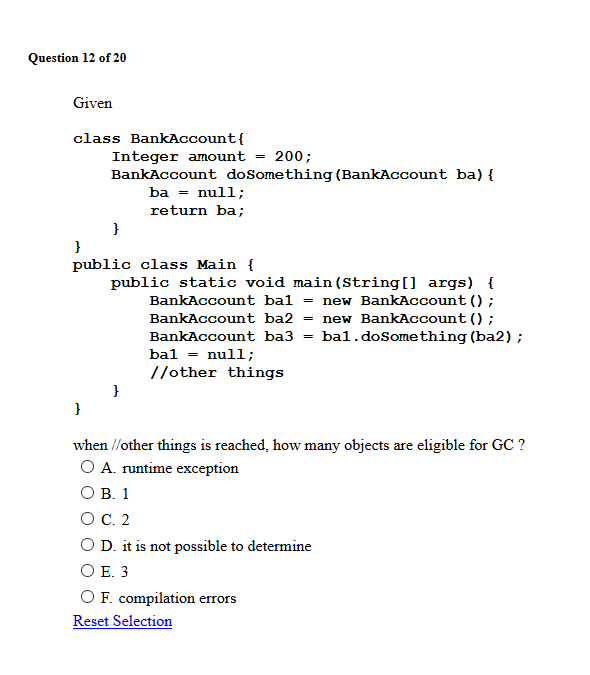 Question 12 of 20
Given
class BankAccount{
Integer amount = 200;
BankAccount doSomething(BankAccount ba){
ba = null;
return ba;
}
}
public class Main {
public static void main(String[] args) {
BankAccount ba1 = new BankAccount();
BankAccount ba2 = new BankAccount();
BankAccount ba3 = ba1.doSomething(ba2);
ba1 = null;
//other things
}
}
when //other things is reached, how many objects are eligible for GC ?
A. runtime exception
B. 1
C. 2
D. it is not possible to determine
E. 3
F. compilation errors
Reset Selection